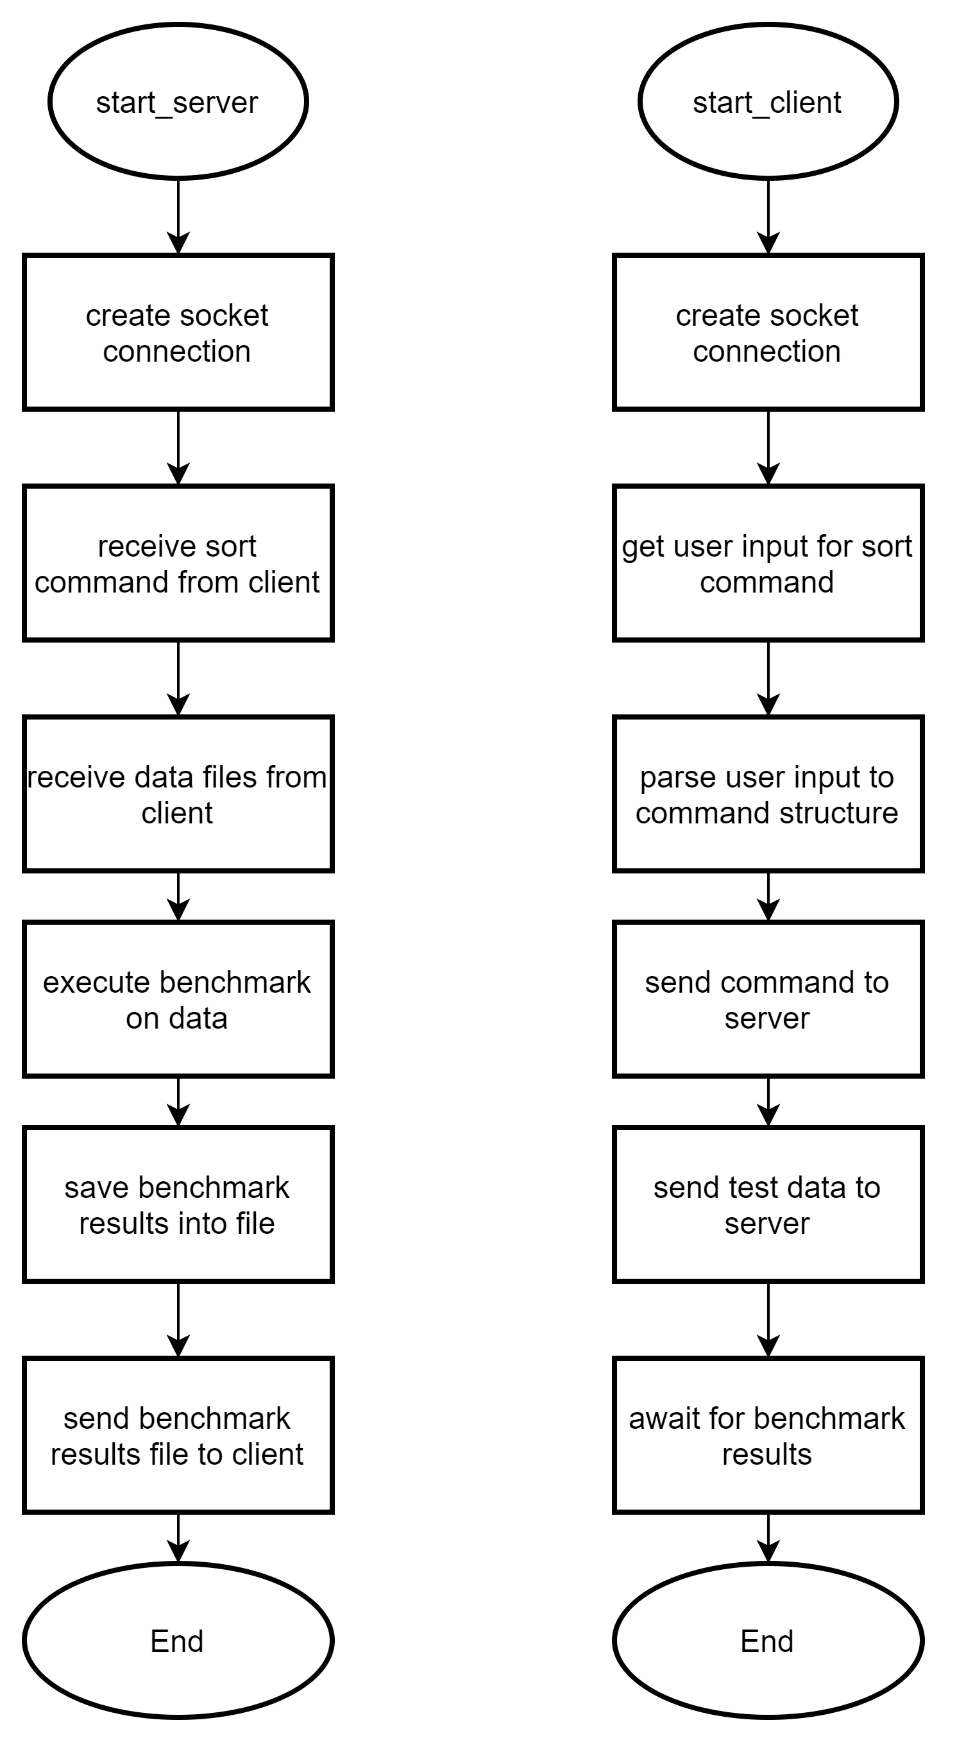 start_server
create socket
connection
receive sort
command from client
receive data files from
client
execute benchmark
on data
save benchmark
results into file
send benchmark
results file to client
End
start_client
create socket
connection
get user input for sort
command
parse user input to
command structure
send command to
server
send test data to
server
await for benchmark
results
End